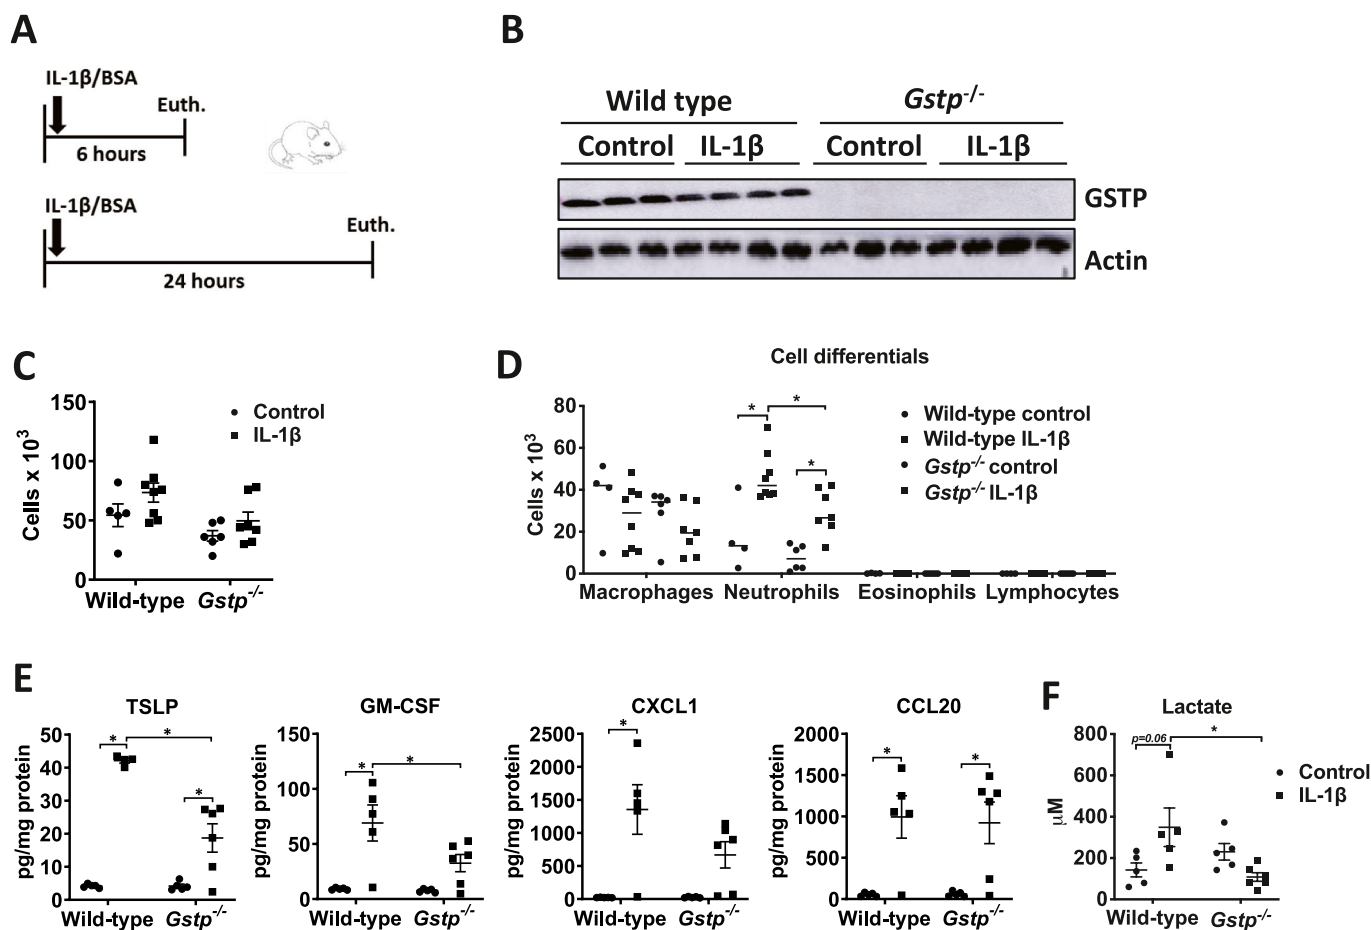 A
IL-1β/BSA
Euth.
6 hours
IL-1β/BSA
Euth.
24 hours
B
Wild type
Gstp-/-
Control
IL-1β
Control
IL-1β
GSTP
Actin
C
150
100
50
0
Cells x 10³
Control
IL-1β
Wild-type
Gstp-/-
D
Cell differentials
80
60
40
20
0
Cells x 10³
*
*
*
Wild-type control
Wild-type IL-1β
Gstp-/- control
Gstp-/- IL-1β
Macrophages
Neutrophils
Eosinophils
Lymphocytes
E
TSLP
50
40
30
20
10
0
pg/mg protein
*
*
*
Wild-type
Gstp-/-
GM-CSF
150
100
50
0
pg/mg protein
*
*
Wild-type
Gstp-/-
CXCL1
2500
2000
1500
1000
500
0
pg/mg protein
*
Wild-type
Gstp-/-
CCL20
2000
1500
1000
500
0
pg/mg protein
*
*
Wild-type
Gstp-/-
F
Lactate
800
600
400
200
0
μM
p=0.06
*
Control
IL-1β
Wild-type
Gstp-/-